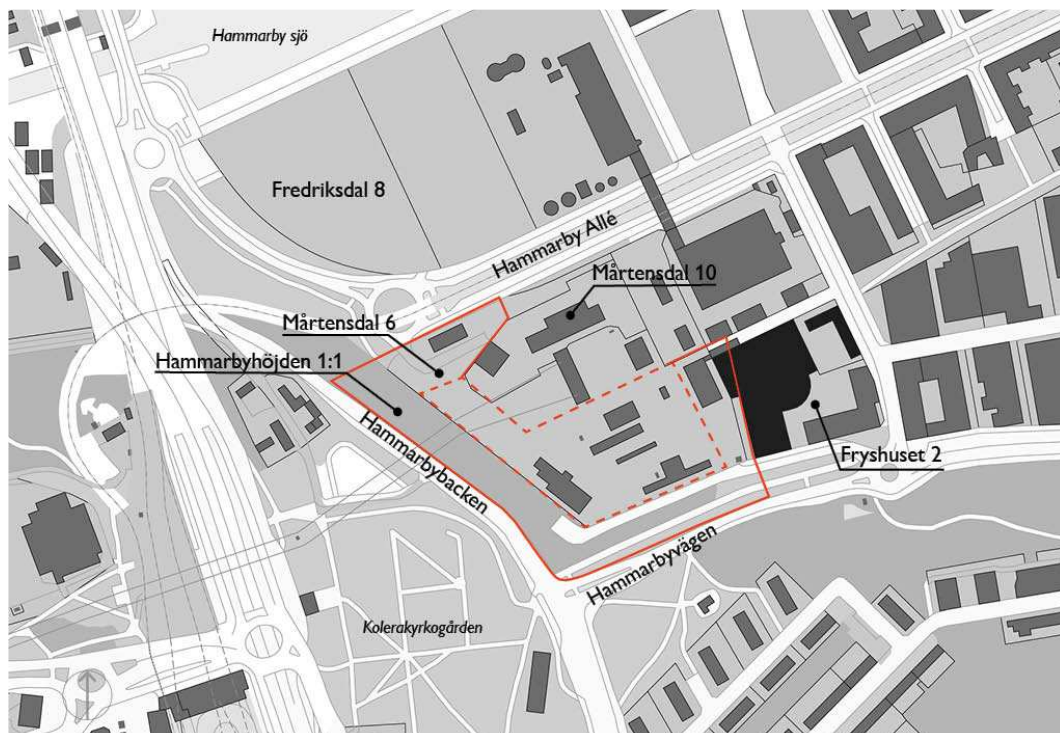 Hammarby sjö
Fredriksdal 8
Hammarby Allé
Mårtensdal 10
Mårtensdal 6
Hammarbyhöjden 1:1
Hammarbybacken
Fryshuset 2
Hammarbyvägen
Kolerakyrkogården